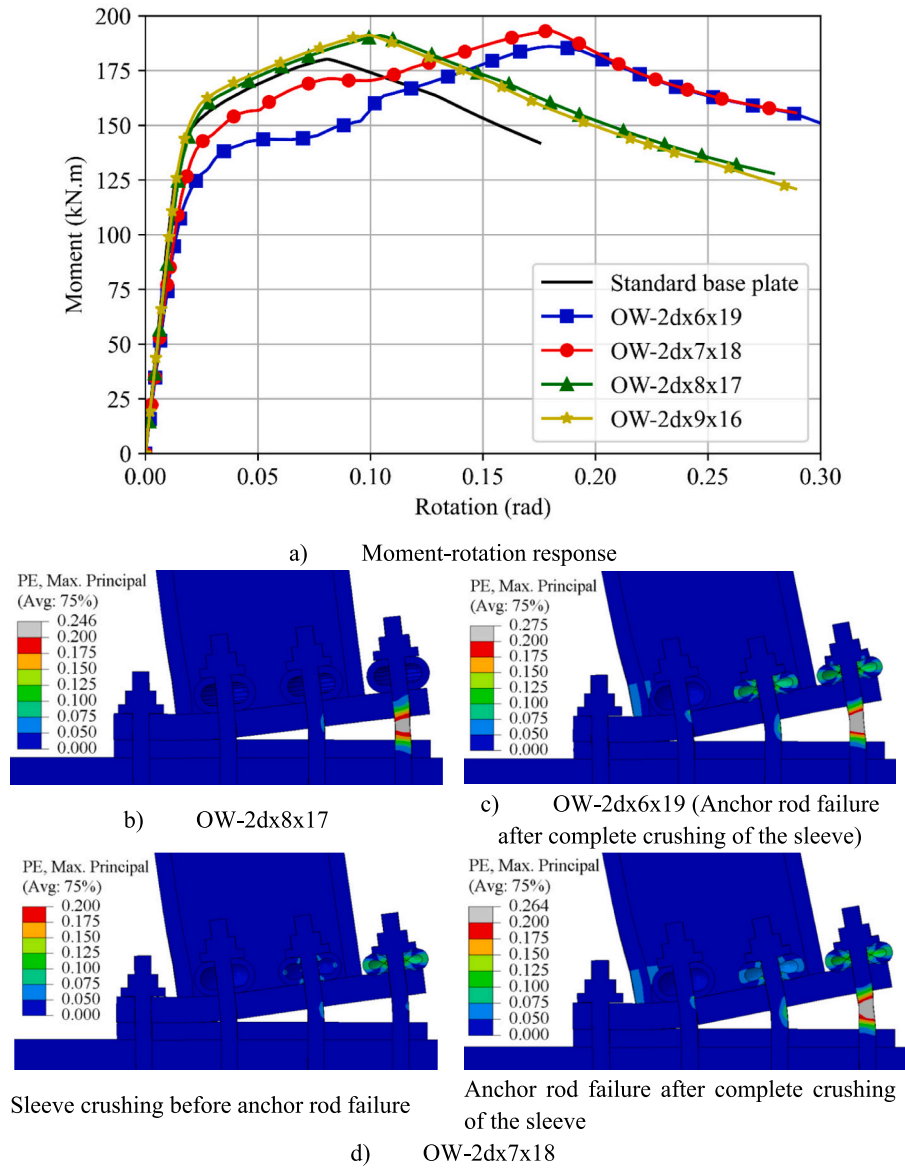 200
175
150
125
100
75
50
25
0
Moment (kN.m)
0.00 0.05 0.10 0.15 0.20 0.25 0.30
Rotation (rad)
Standard base plate
OW-2dx6x19
OW-2dx7x18
OW-2dx8x17
OW-2dx9x16
a) Moment-rotation response
PE, Max. Principal
(Avg: 75%)
0.246
0.200
0.175
0.150
0.125
0.100
0.075
0.050
0.000
b) OW-2dx8x17
PE, Max. Principal
(Avg: 75%)
0.275
0.200
0.175
0.150
0.125
0.100
0.075
0.050
0.000
c) OW-2dx6x19 (Anchor rod failure
after complete crushing of the sleeve)
PE, Max. Principal
(Avg: 75%)
0.200
0.175
0.150
0.125
0.100
0.075
0.050
0.000
Sleeve crushing before anchor rod failure
PE, Max. Principal
(Avg: 75%)
0.264
0.200
0.175
0.150
0.125
0.100
0.075
0.050
0.000
Anchor rod failure after complete crushing
of the sleeve
d) OW-2dx7x18